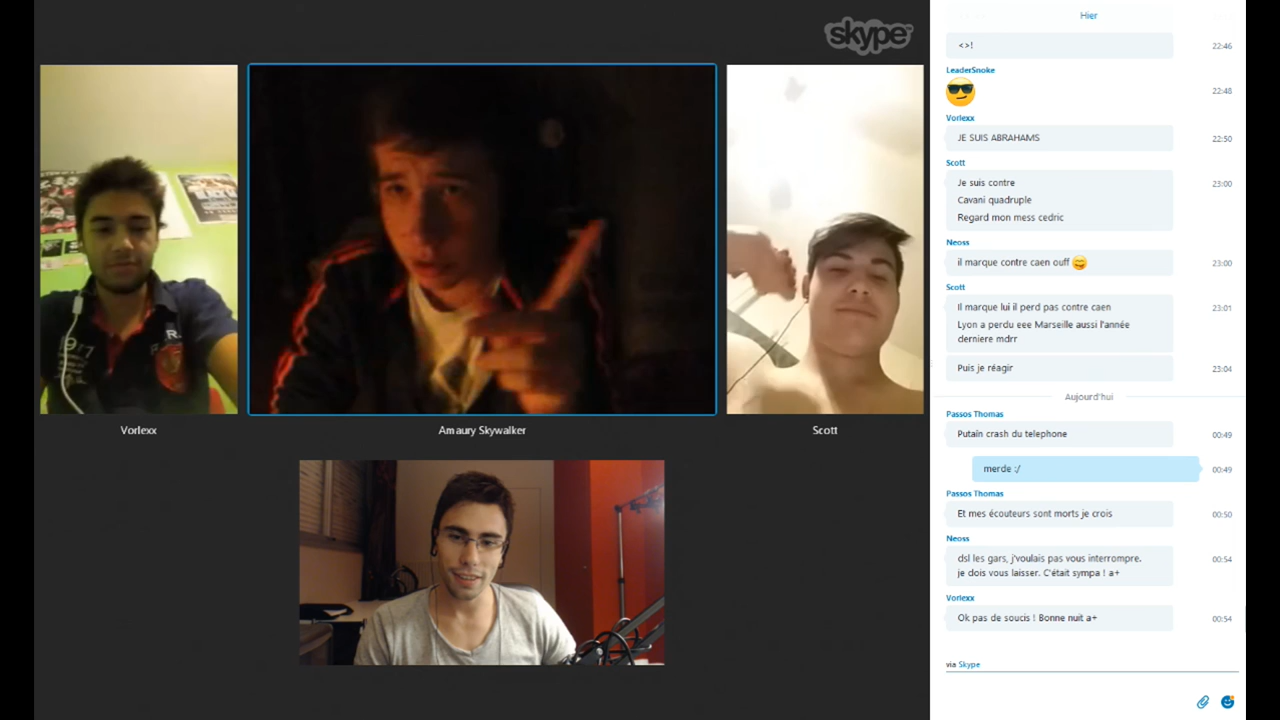 skype
Vorlexx
Amaury Skywalker
Scott
Hier
<>!
22:46
LeaderSnoke
22:48
Vorlexx
JE SUIS ABRAHAMS
22:50
Scott
Je suis contre
23:00
Cavani quadruple
Regard mon mess cedric
Neoss
il marque contre caen ouff
23:00
Scott
Il marque lui il perd pas contre caen
23:01
Lyon a perdu eee Marseille aussi l'année
derniere mdrr
Puis je réagir
23:04
Aujourd'hui
Passos Thomas
Putain crash du telephone
00:49
merde :/
00:49
Passos Thomas
Et mes écouteurs sont morts je crois
00:50
Neoss
dsl les gars, j'voulais pas vous interrompre.
00:54
je dois vous laisser. C'était sympa ! a+
Vorlexx
Ok pas de soucis ! Bonne nuit a+
00:54
via Skype